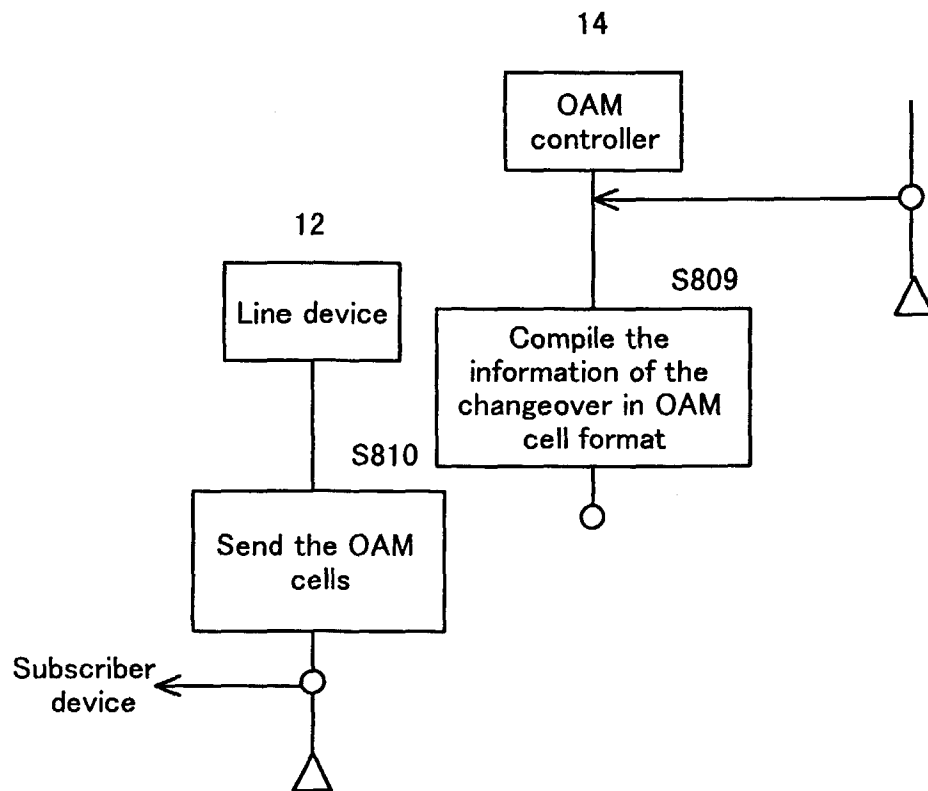 14
OAM
controller
12
Line device
S809
Compile the
information of the
changeover in OAM
cell format
S810
Send the OAM
cells
Subscriber
device